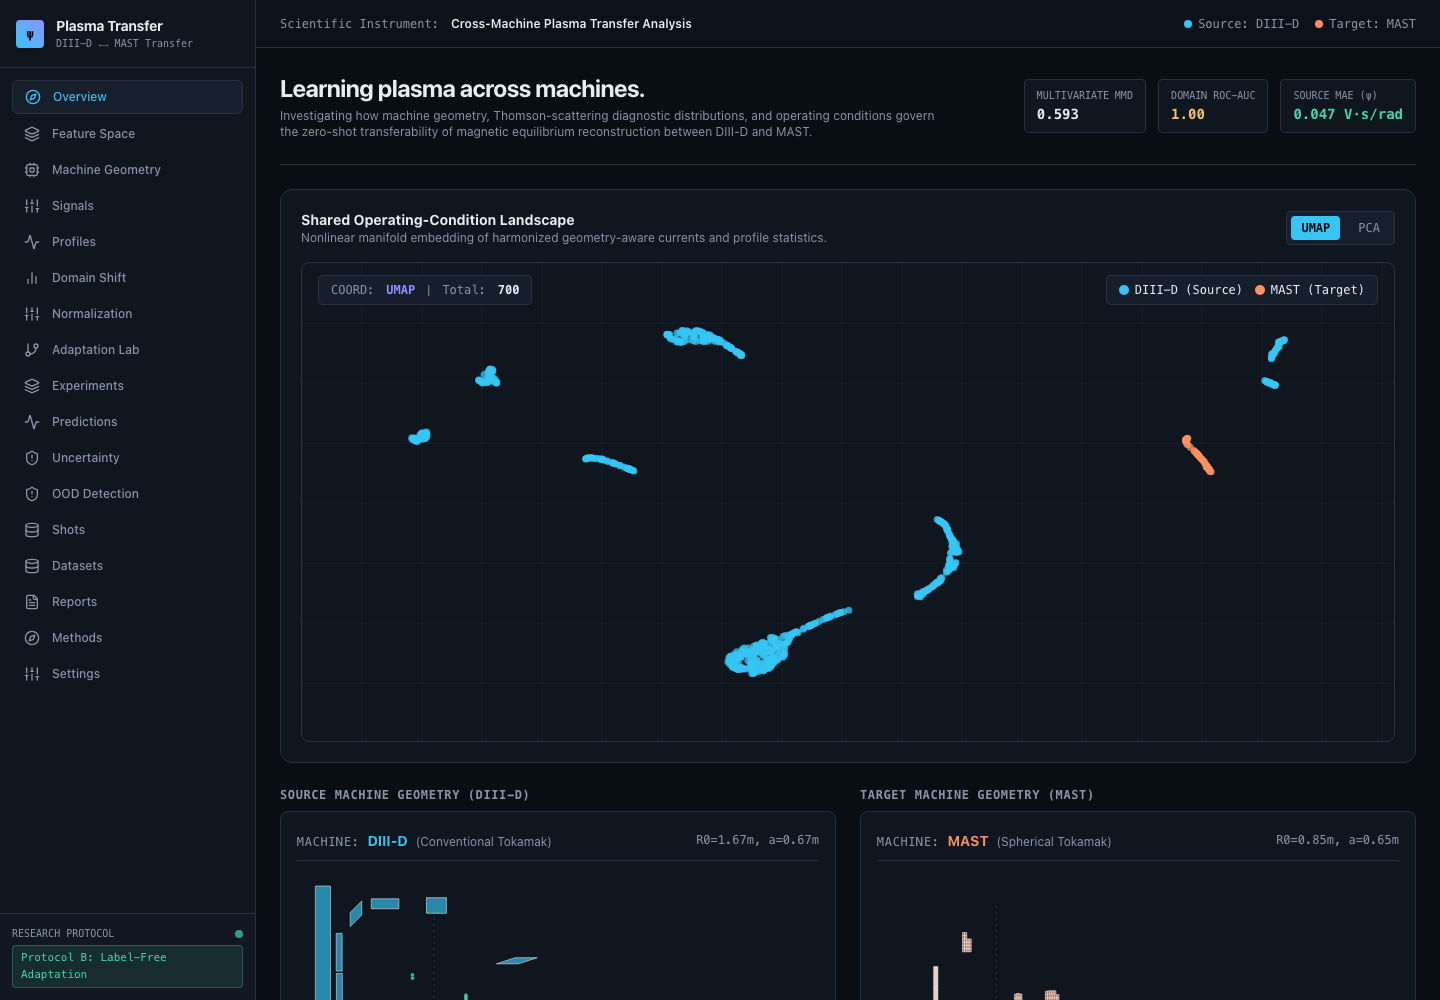 ψ
Plasma Transfer
DIII-D ↔ MAST Transfer
Overview
Feature Space
Machine Geometry
Signals
Profiles
Domain Shift
Normalization
Adaptation Lab
Experiments
Predictions
Uncertainty
OOD Detection
Shots
Datasets
Reports
Methods
Settings
RESEARCH PROTOCOL
Protocol B: Label-Free
Adaptation
Scientific Instrument: Cross-Machine Plasma Transfer Analysis
Source: DIII-D Target: MAST
Learning plasma across machines.
Investigating how machine geometry, Thomson-scattering diagnostic distributions, and operating conditions govern
the zero-shot transferability of magnetic equilibrium reconstruction between DIII-D and MAST.
MULTIVARIATE MMD
0.593
DOMAIN ROC-AUC
1.00
SOURCE MAE (ψ)
0.047 V·s/rad
Shared Operating-Condition Landscape
Nonlinear manifold embedding of harmonized geometry-aware currents and profile statistics.
UMAP PCA
COORD: UMAP | Total: 700
DIII-D (Source) MAST (Target)
SOURCE MACHINE GEOMETRY (DIII-D)
MACHINE: DIII-D (Conventional Tokamak) R0=1.67m, a=0.67m
TARGET MACHINE GEOMETRY (MAST)
MACHINE: MAST (Spherical Tokamak) R0=0.85m, a=0.65m